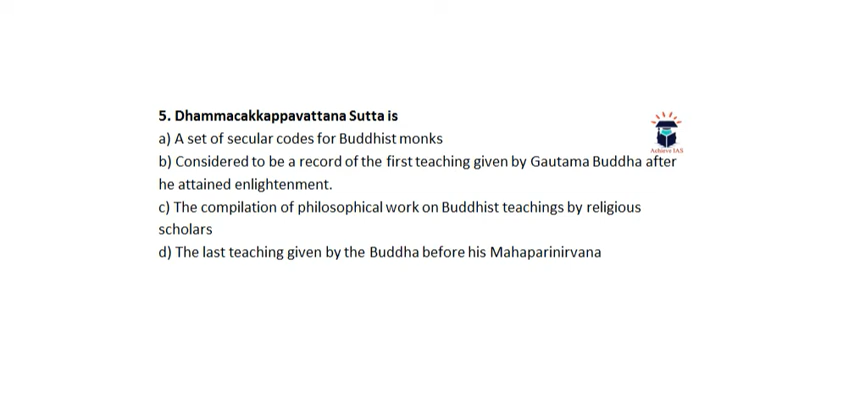 5. Dhammacakkappavattana Sutta is
a) A set of secular codes for Buddhist monks
Achieve IAS
b) Considered to be a record of the first teaching given by Gautama Buddha after
he attained enlightenment.
c) The compilation of philosophical work on Buddhist teachings by religious
scholars
d) The last teaching given by the Buddha before his Mahaparinirvana